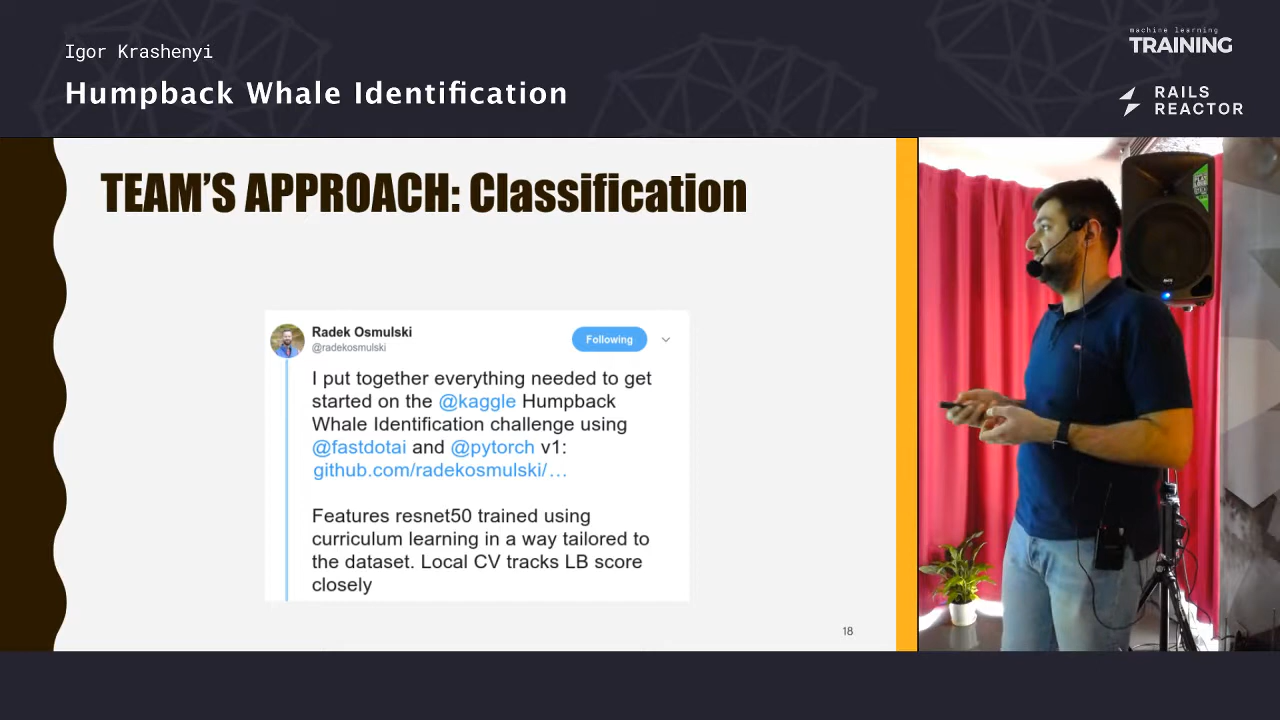 Igor Krashenyi
Humpback Whale Identification
machine learning
TRAINING
RAILS
REACTOR
TEAM'S APPROACH: Classification
Radek Osmulski
@radekosmulski
Following
I put together everything needed to get
started on the @kaggle Humpback
Whale Identification challenge using
@fastdotai and @pytorch v1:
github.com/radekosmulski/…
Features resnet50 trained using
curriculum learning in a way tailored to
the dataset. Local CV tracks LB score
closely
18